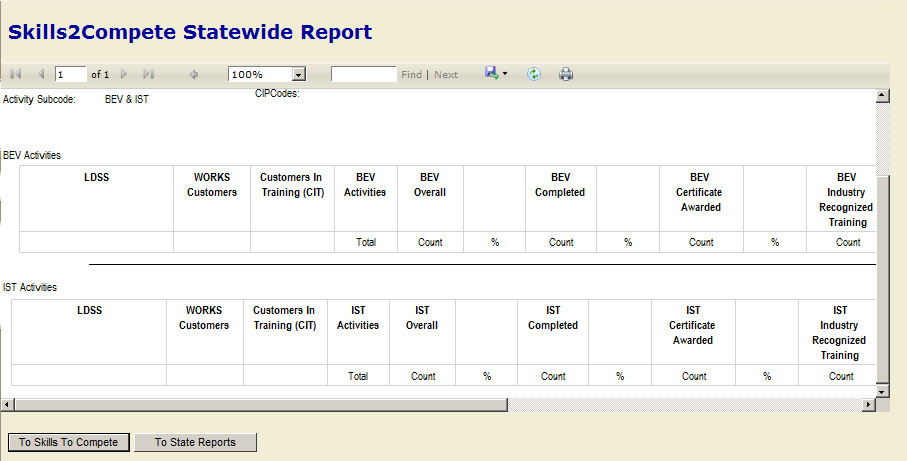 Skills2Compete Statewide Report
1 of 1 100% Find | Next
Activity Subcode: BEV & IST CIPCodes:
BEV Activities
LDSS WORKS Customers In BEV BEV BEV BEV BEV
Customers Training (CIT) Activities Overall Completed Certificate Industry
Awarded Recognized
Training
Total Count % Count % Count % Count
IST Activities
LDSS WORKS Customers In IST IST IST IST IST
Customers Training (CIT) Activities Overall Completed Certificate Industry
Awarded Recognized
Training
Total Count % Count % Count % Count
To Skills To Compete To State Reports